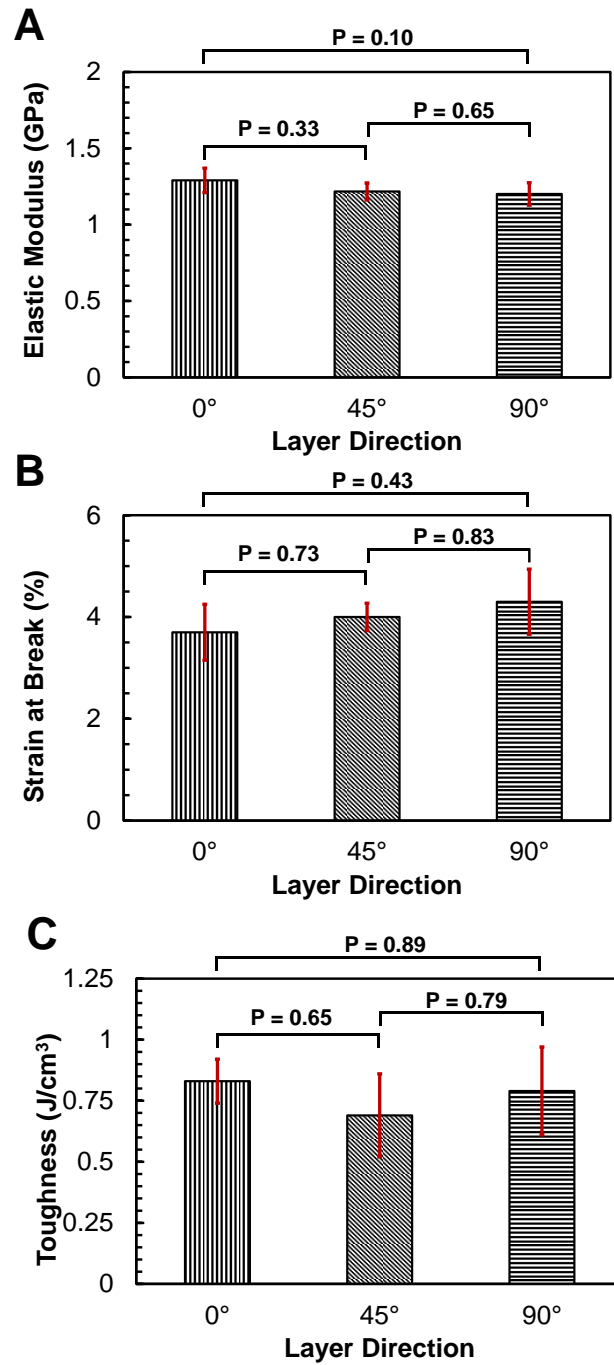 A
P = 0.10
P = 0.33
P = 0.65
Elastic Modulus (GPa)
2
1.5
1
0.5
0
0° 45° 90°
Layer Direction
B
P = 0.43
P = 0.73
P = 0.83
Strain at Break (%)
6
4
2
0
0° 45° 90°
Layer Direction
C
P = 0.89
P = 0.65
P = 0.79
Toughness (J/cm³)
1.25
1
0.75
0.5
0.25
0
0° 45° 90°
Layer Direction